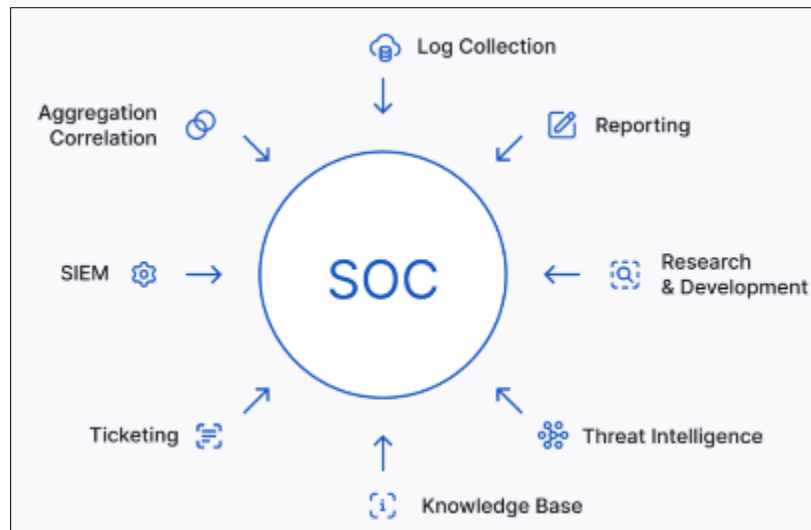 Log Collection
Aggregation
Correlation
Reporting
SIEM
SOC
Research
& Development
Ticketing
Threat Intelligence
Knowledge Base